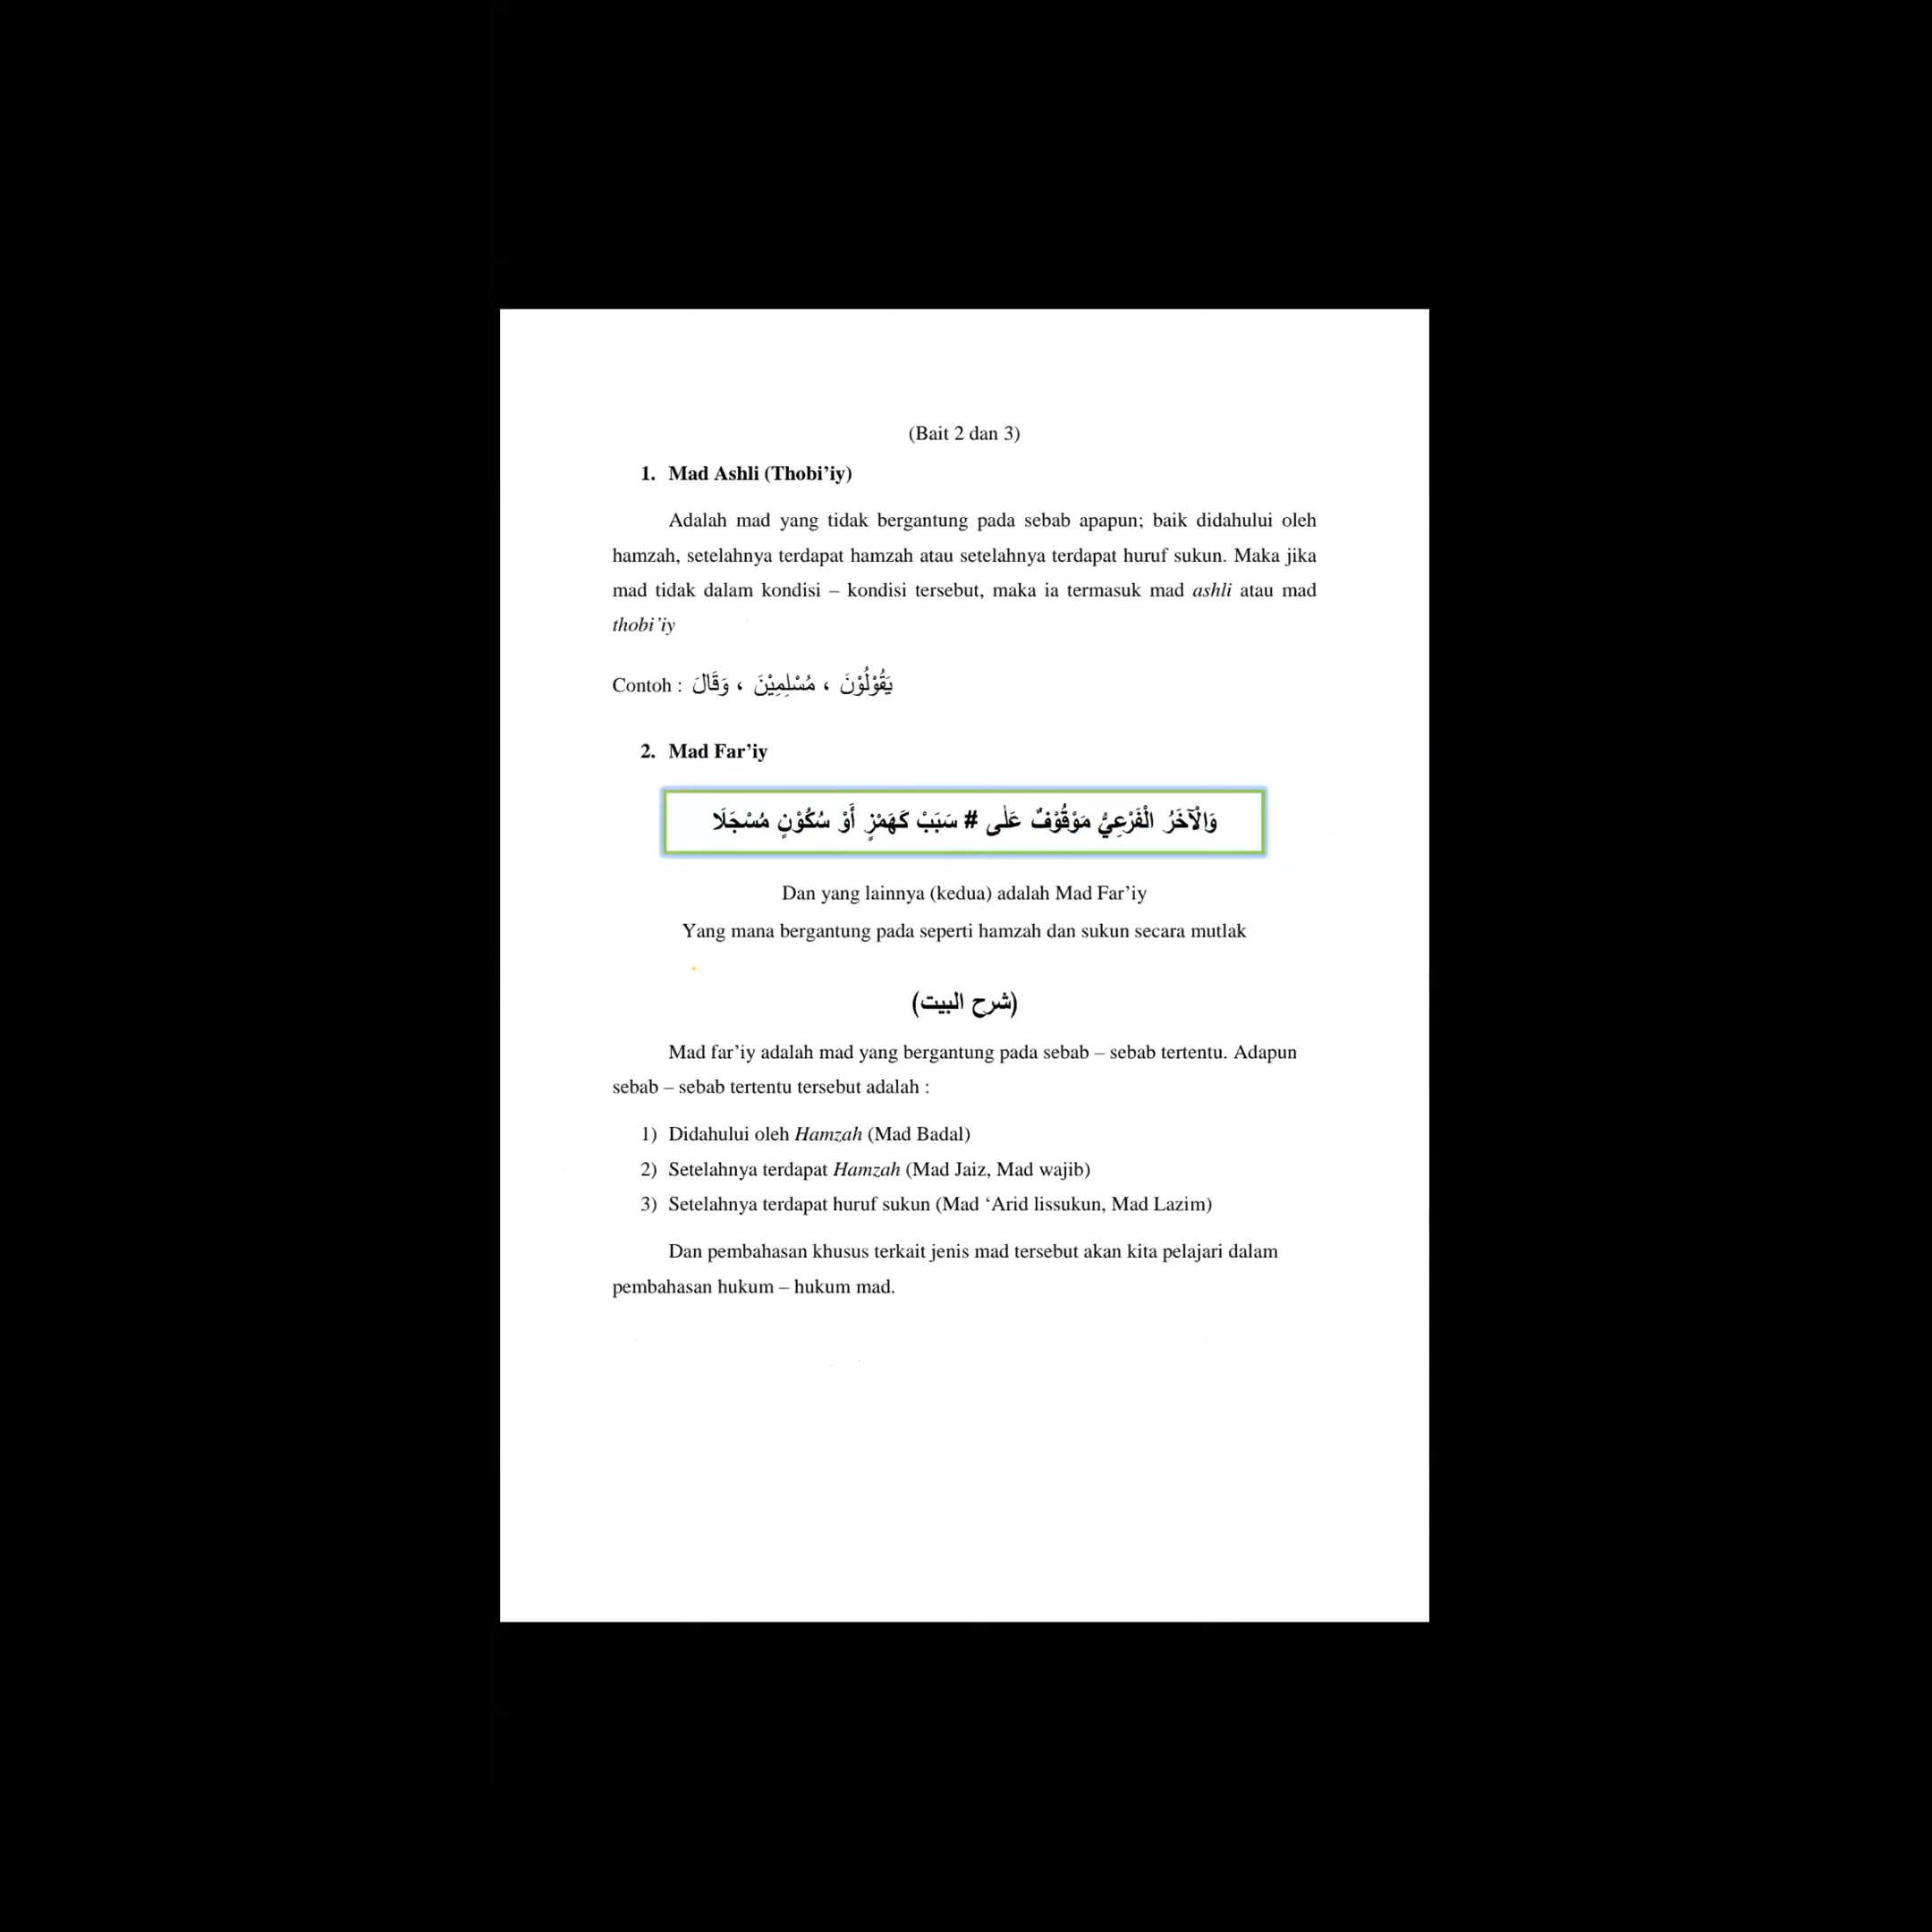 (Bait 2 dan 3)
1. Mad Ashli (Thobi’iy)
Adalah mad yang tidak bergantung pada sebab apapun; baik didahului oleh
hamzah, setelahnya terdapat hamzah atau setelahnya terdapat huruf sukun. Maka jika
mad tidak dalam kondisi – kondisi tersebut, maka ia termasuk mad ashli atau mad
thobi’iy
Contoh : يَقُوْلُوْنَ ، مُسْلِمِيْنَ ، وَقَالَ
2. Mad Far’iy
وَالْآخَرُ الْفَرْعِيُّ مَوْقُوْفٌ عَلٰى # سَبَبْ كَهَمْزٍ أَوْ سُكُوْنٍ مُسْجَلَا
Dan yang lainnya (kedua) adalah Mad Far’iy
Yang mana bergantung pada seperti hamzah dan sukun secara mutlak
(شرح البيت)
Mad far’iy adalah mad yang bergantung pada sebab – sebab tertentu. Adapun
sebab – sebab tertentu tersebut adalah :
1) Didahului oleh Hamzah (Mad Badal)
2) Setelahnya terdapat Hamzah (Mad Jaiz, Mad wajib)
3) Setelahnya terdapat huruf sukun (Mad ‘Arid lissukun, Mad Lazim)
Dan pembahasan khusus terkait jenis mad tersebut akan kita pelajari dalam
pembahasan hukum – hukum mad.